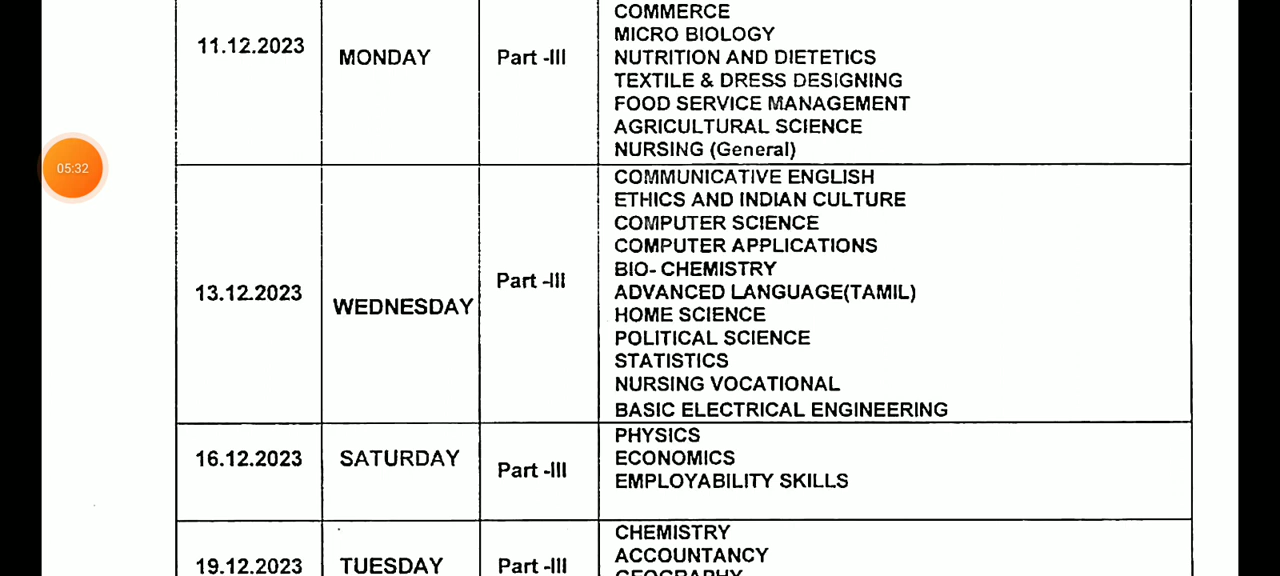 COMMERCE
11.12.2023 MONDAY Part -III MICRO BIOLOGY
NUTRITION AND DIETETICS
TEXTILE & DRESS DESIGNING
FOOD SERVICE MANAGEMENT
AGRICULTURAL SCIENCE
NURSING (General)
05:32
COMMUNICATIVE ENGLISH
ETHICS AND INDIAN CULTURE
COMPUTER SCIENCE
COMPUTER APPLICATIONS
13.12.2023 WEDNESDAY Part -III BIO- CHEMISTRY
ADVANCED LANGUAGE(TAMIL)
HOME SCIENCE
POLITICAL SCIENCE
STATISTICS
NURSING VOCATIONAL
BASIC ELECTRICAL ENGINEERING
PHYSICS
16.12.2023 SATURDAY Part -III ECONOMICS
EMPLOYABILITY SKILLS
CHEMISTRY
19.12.2023 TUESDAY Part -III ACCOUNTANCY
GEOGRAPHY